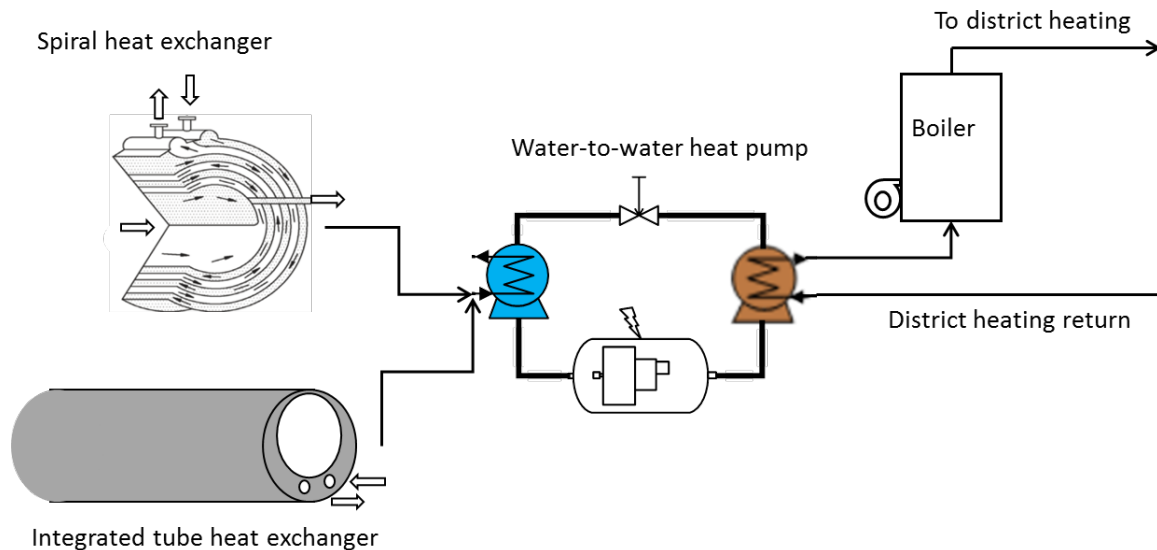 To district heating
Spiral heat exchanger
Boiler
Water-to-water heat pump
District heating return
Integrated tube heat exchanger